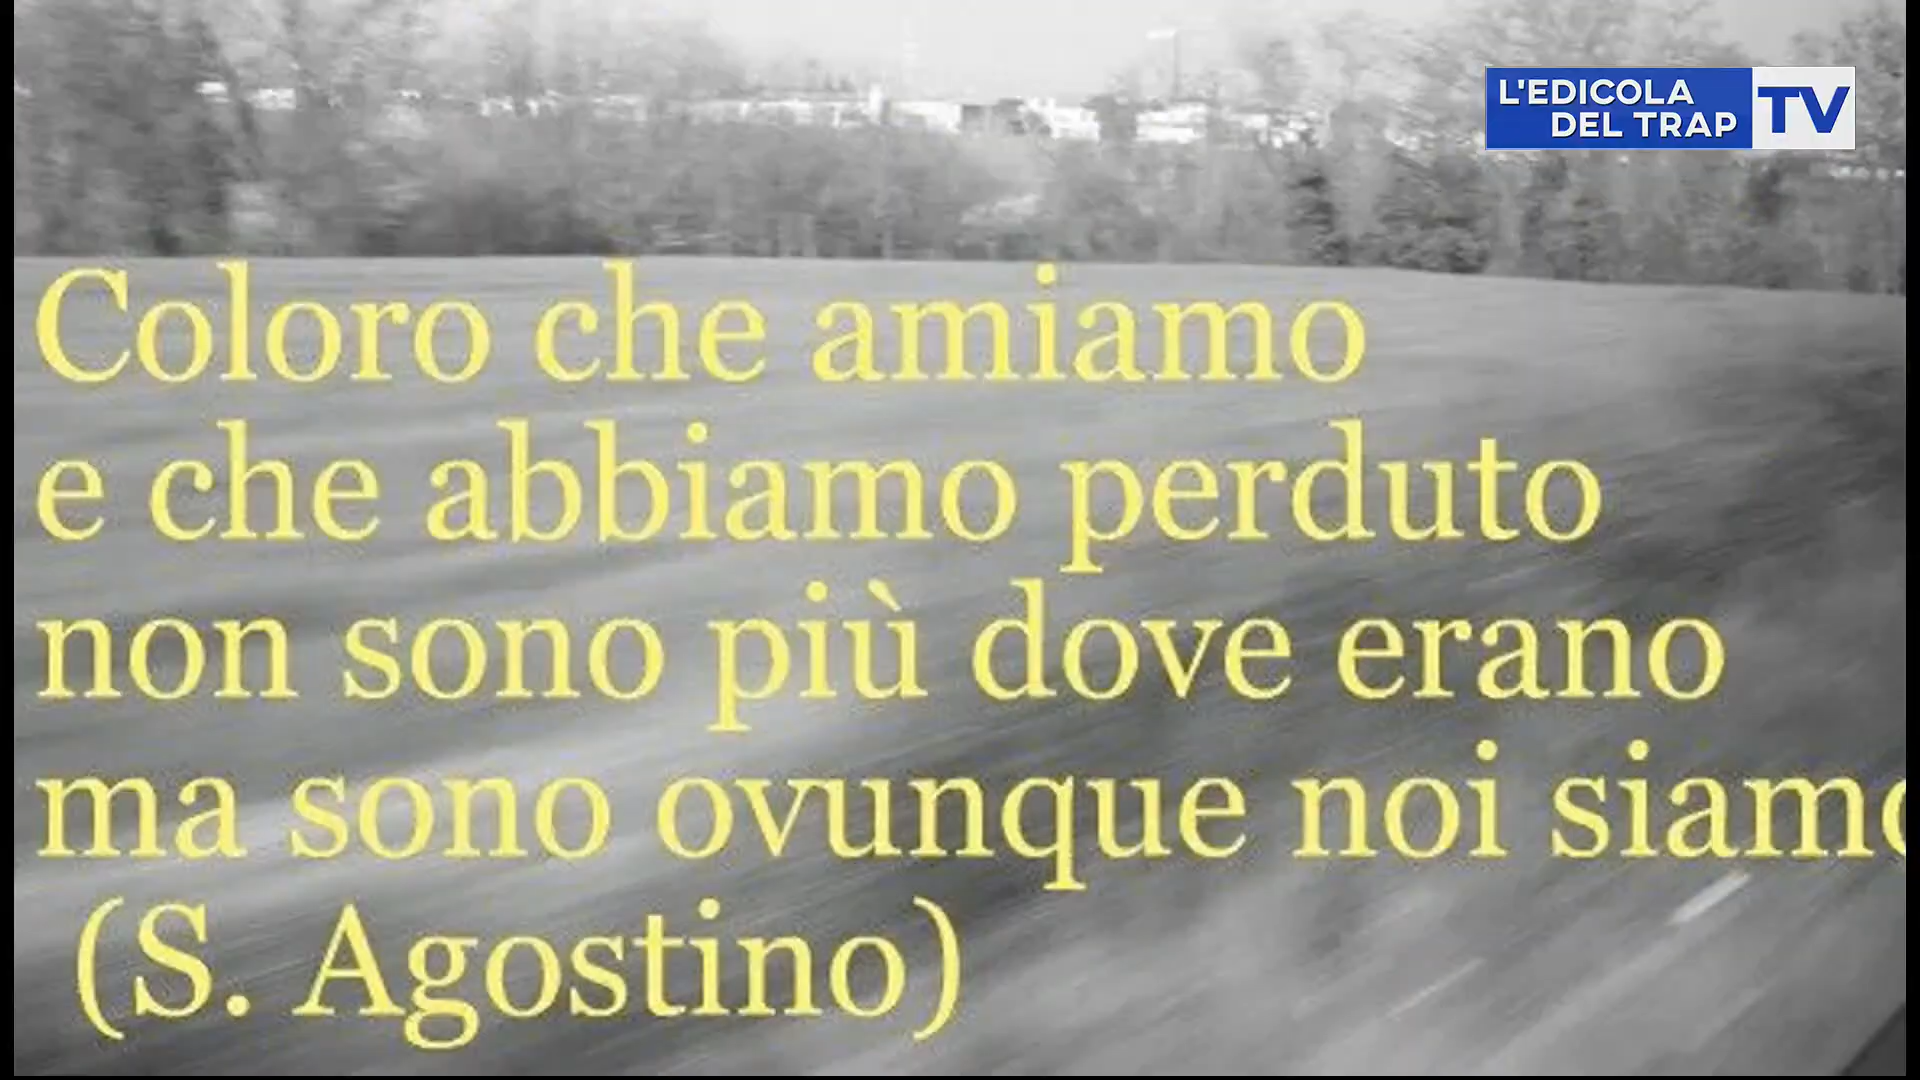 L'EDICOLA
DEL TRAP TV
Coloro che amiamo
e che abbiamo perduto
non sono più dove erano
ma sono ovunque noi siamo
(S. Agostino)